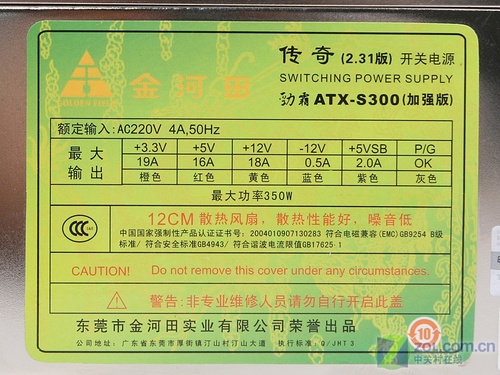 传奇(2.31版) 开关电源
金河田
GOLDEN FIELD
SWITCHING POWER SUPPLY
劲霸ATX-S300(加强版)
额定输入:AC220V 4A,50Hz
最大输出 +3.3V +5V +12V -12V +5VSB P/G
19A 16A 18A 0.5A 2.0A OK
橙色 红色 黄色 蓝色 紫色 灰色
最大功率350W
CCC
12CM 散热风扇，散热性能好，噪音低
中国国家强制性产品认证证书号：2004010907130283 符合电磁兼容(EMC)GB9254 B级
标准/ 符合安全标准GB4943/ 符合谐波电流限值GB17625.1
CAUTION! Do not remove this cover under any circumstances.
警告：非专业维修人员请勿自行开启此盖
东莞市金河田实业有限公司荣誉出品
公司地址：广东省东莞市厚街镇汀山村汀山大道 执行标准：Q/JHT3
10
zol.com.cn
中关村在线